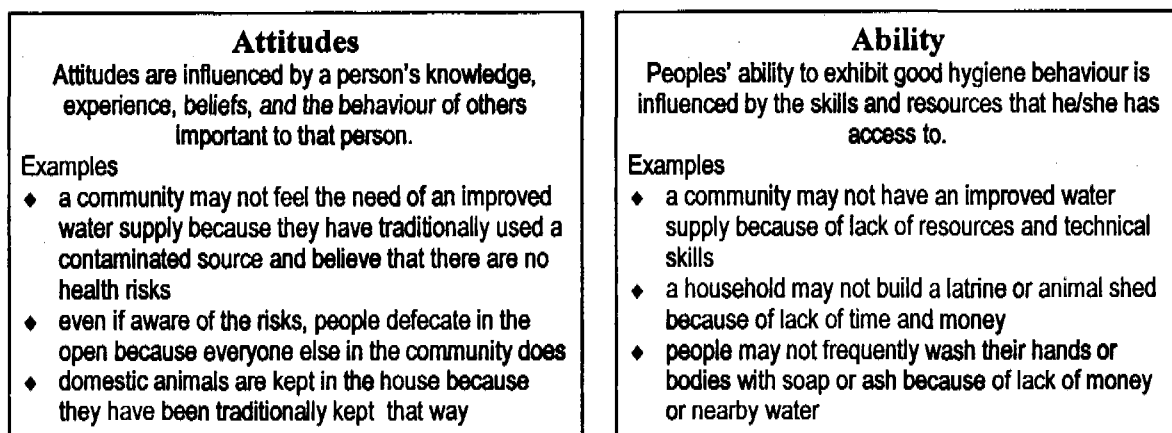 Attitudes
Attitudes are influenced by a person's knowledge,
experience, beliefs, and the behaviour of others
important to that person.
Examples
♦ a community may not feel the need of an improved
water supply because they have traditionally used a
contaminated source and believe that there are no
health risks
♦ even if aware of the risks, people defecate in the
open because everyone else in the community does
♦ domestic animals are kept in the house because
they have been traditionally kept that way
Ability
Peoples' ability to exhibit good hygiene behaviour is
influenced by the skills and resources that he/she has
access to.
Examples
♦ a community may not have an improved water
supply because of lack of resources and technical
skills
♦ a household may not build a latrine or animal shed
because of lack of time and money
♦ people may not frequently wash their hands or
bodies with soap or ash because of lack of money
or nearby water